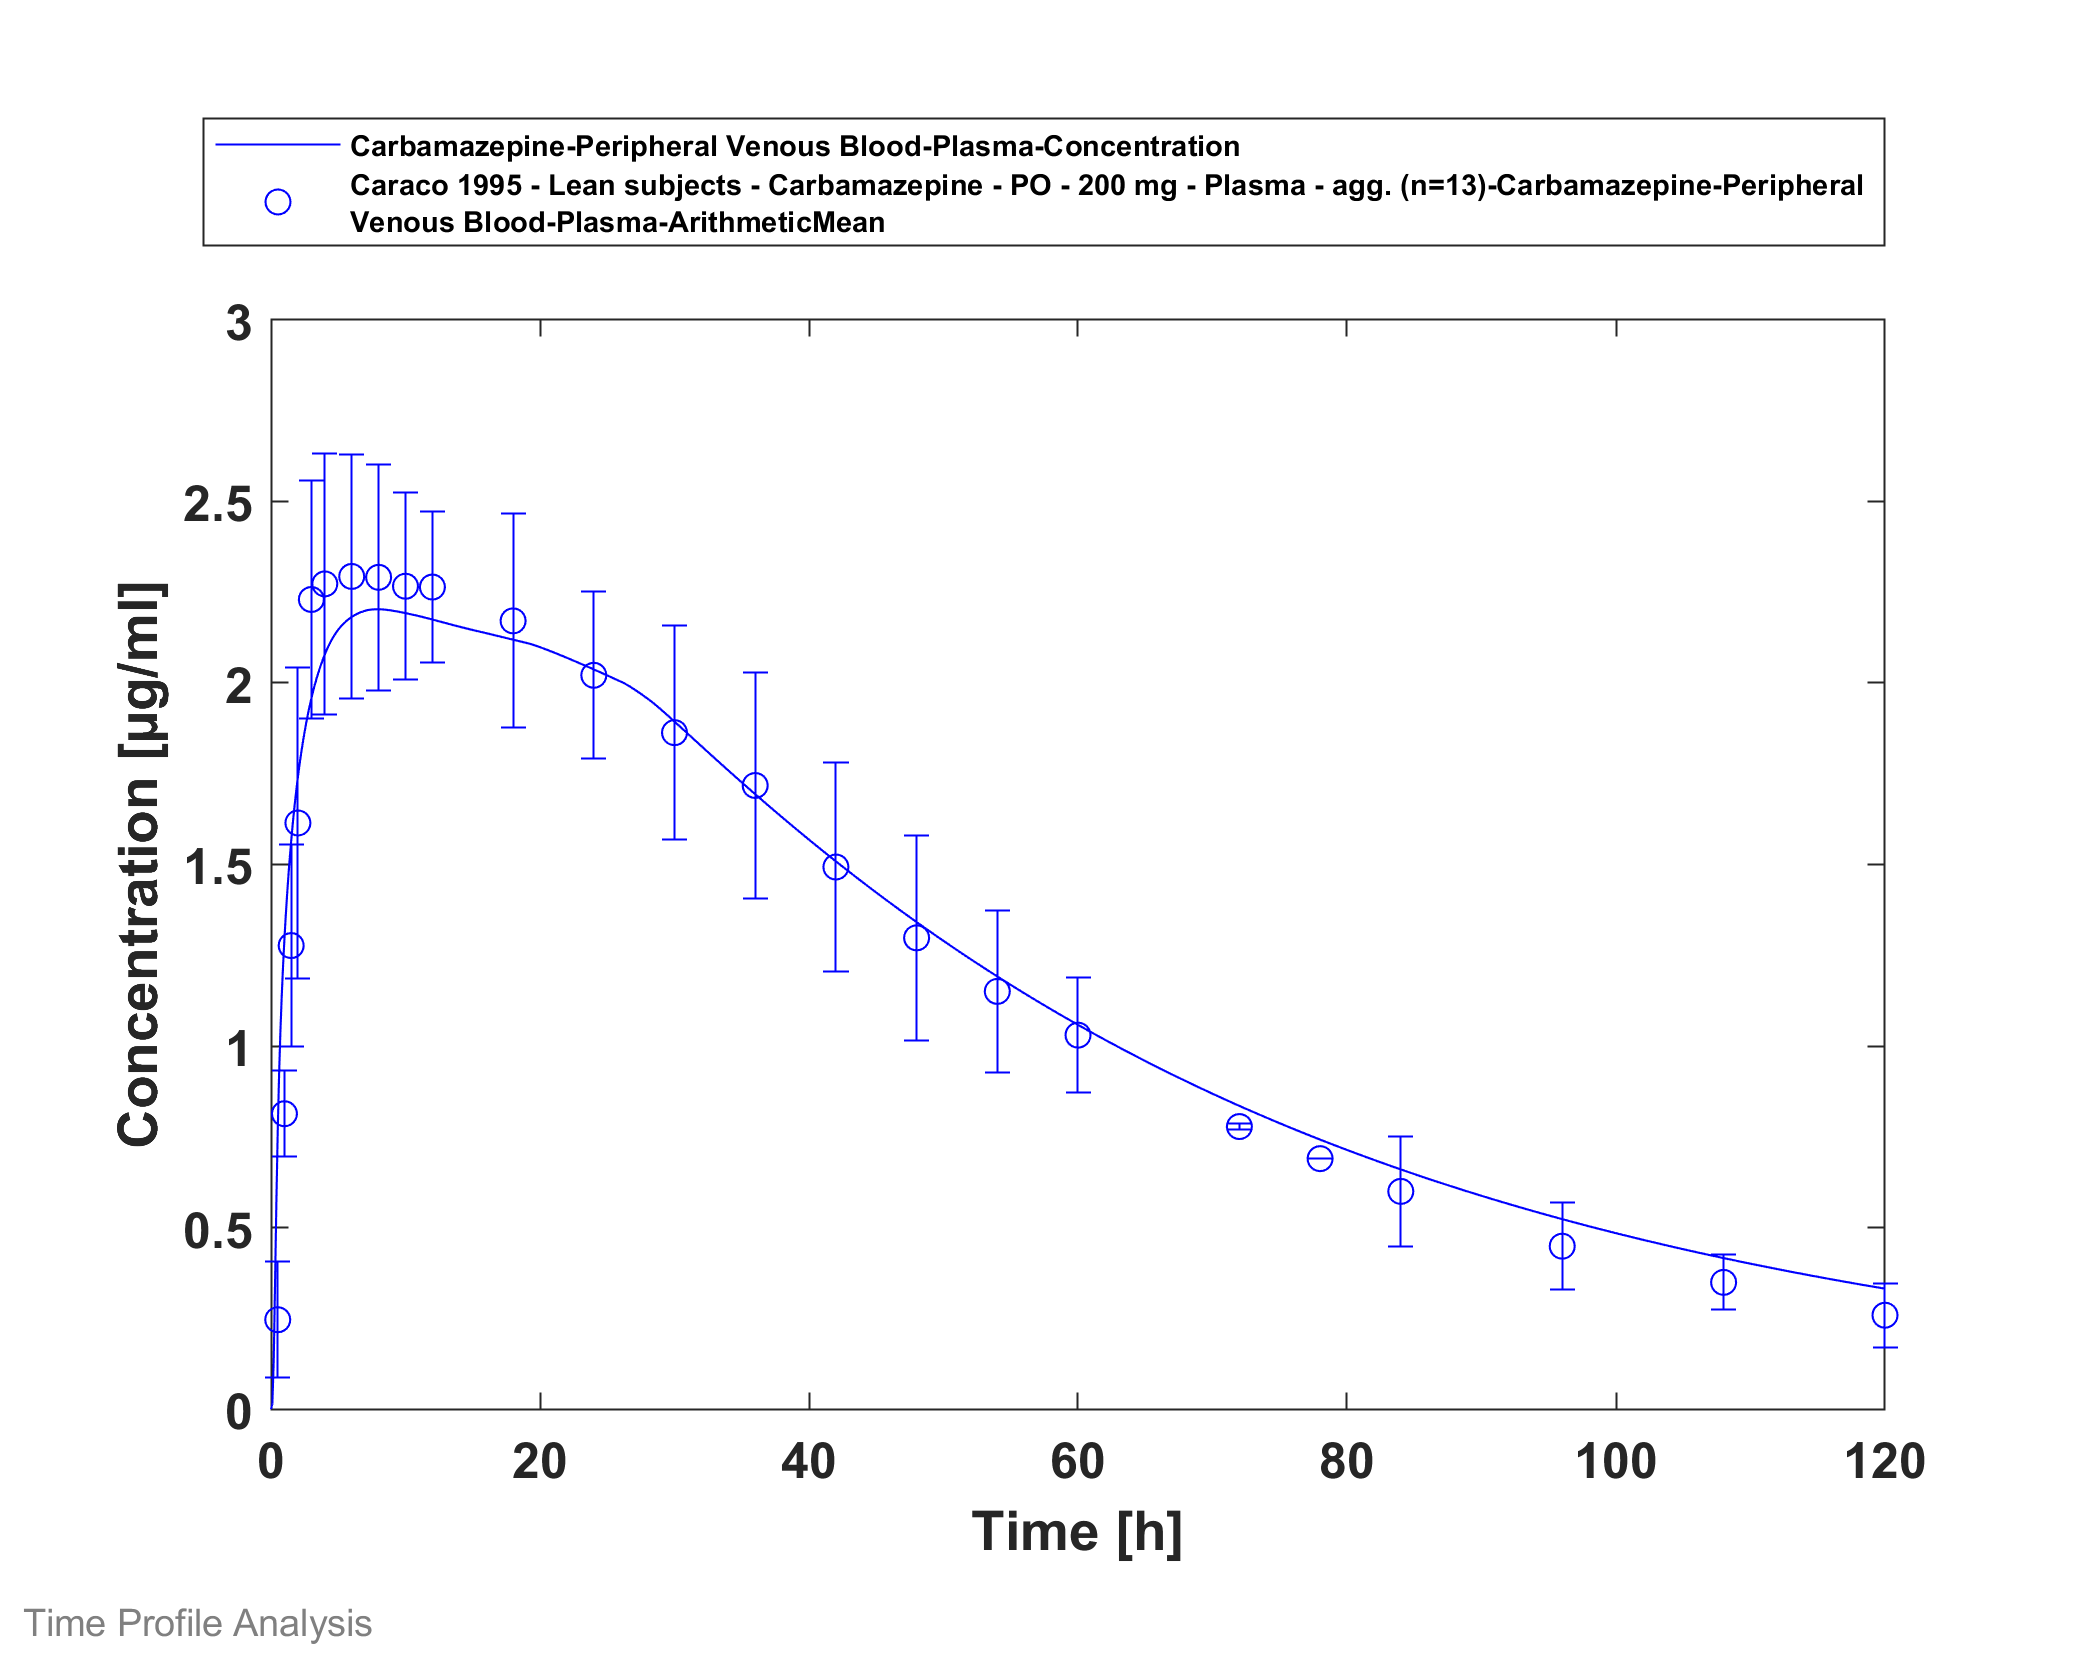 Carbamazepine-Peripheral Venous Blood-Plasma-Concentration
Caraco 1995 - Lean subjects - Carbamazepine - PO - 200 mg - Plasma - agg. (n=13)-Carbamazepine-Peripheral
Venous Blood-Plasma-ArithmeticMean
3
2.5
2
1.5
1
0.5
0
Concentration [µg/ml]
0 20 40 60 80 100 120
Time [h]
Time Profile Analysis